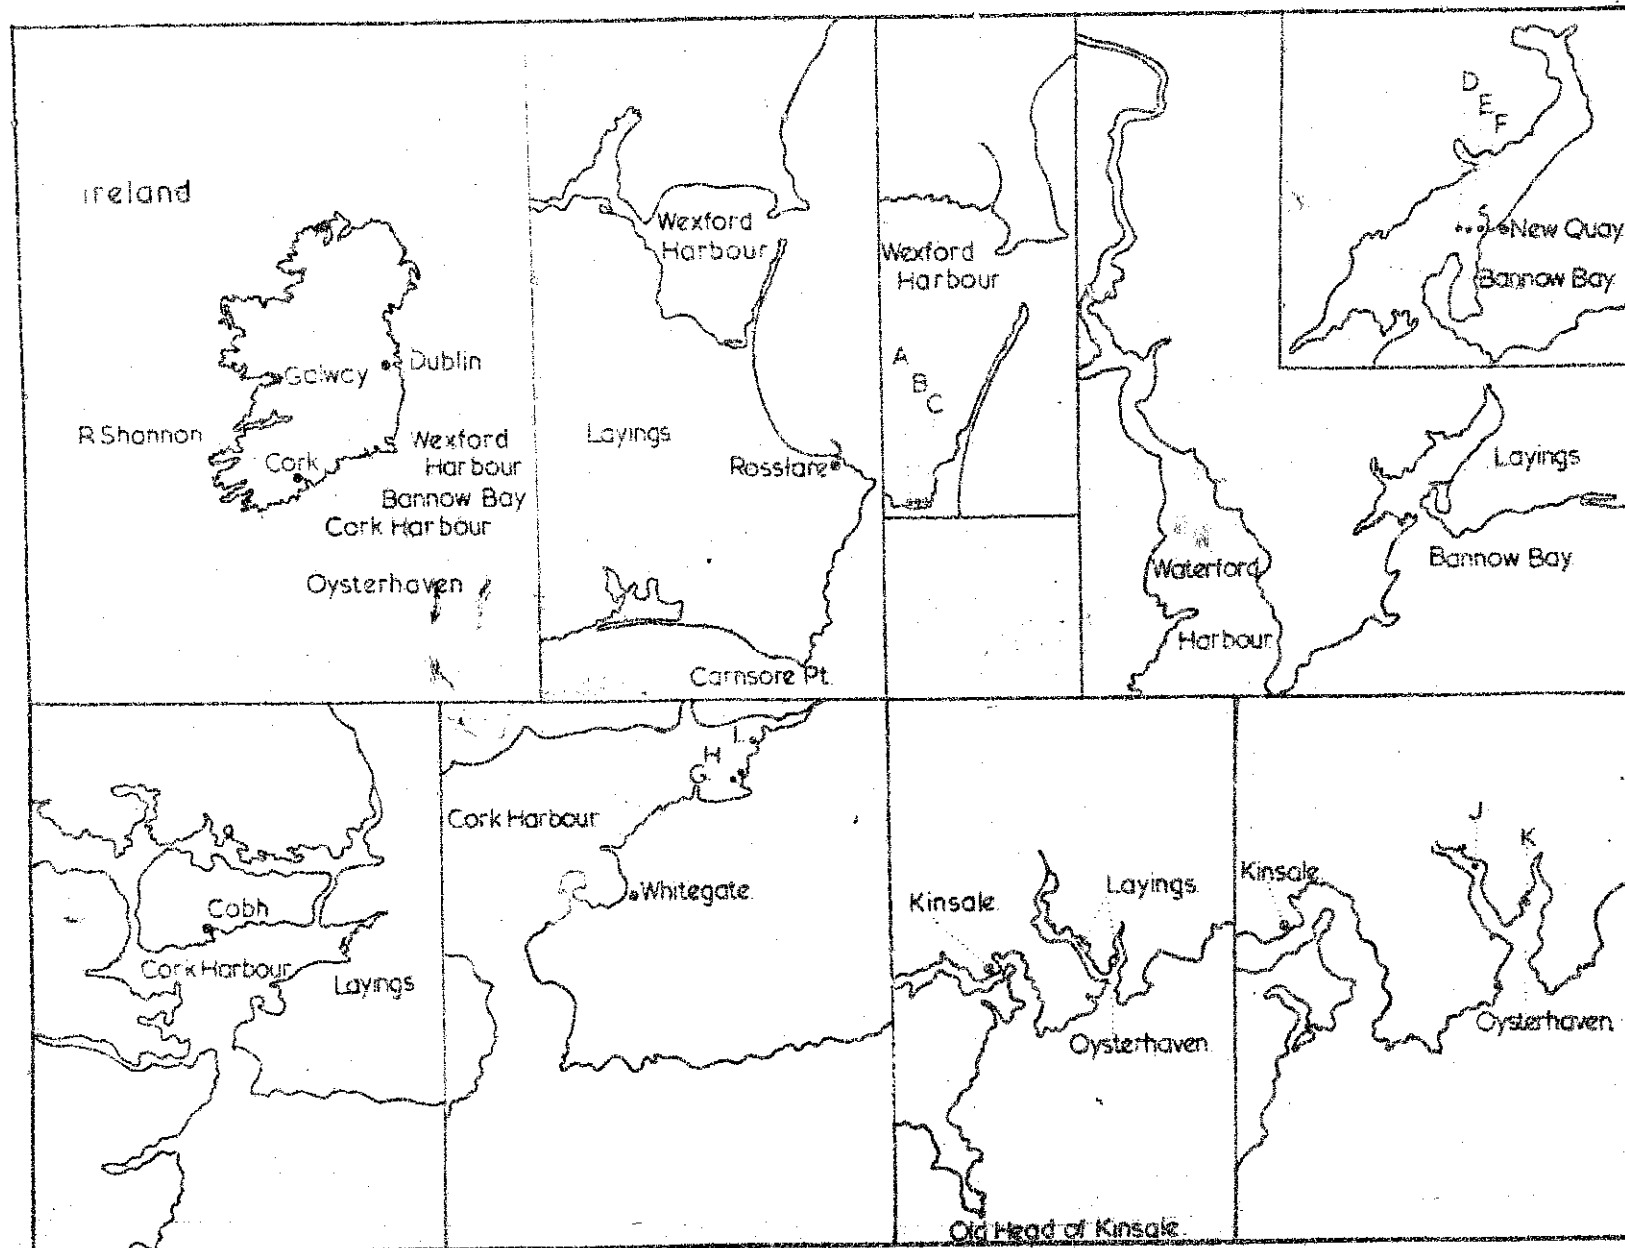 Ireland
Galway
Dublin
R Shannon
Cork
Wexford
Harbour
Bannow Bay
Cork Harbour
Oysterhaven
Wexford
Harbour
Layings
Rosslare
Carnsore Pt.
Wexford
Harbour
A
B
C
Waterford
Harbour
Layings
Bannow Bay
D
E
F
New Quay
Bannow Bay
Cobh
Cork Harbour
Layings
I
H
G
Cork Harbour
Whitegate
Kinsale
Layings
Oysterhaven
Old Head of Kinsale
J
K
Kinsale
Oysterhaven